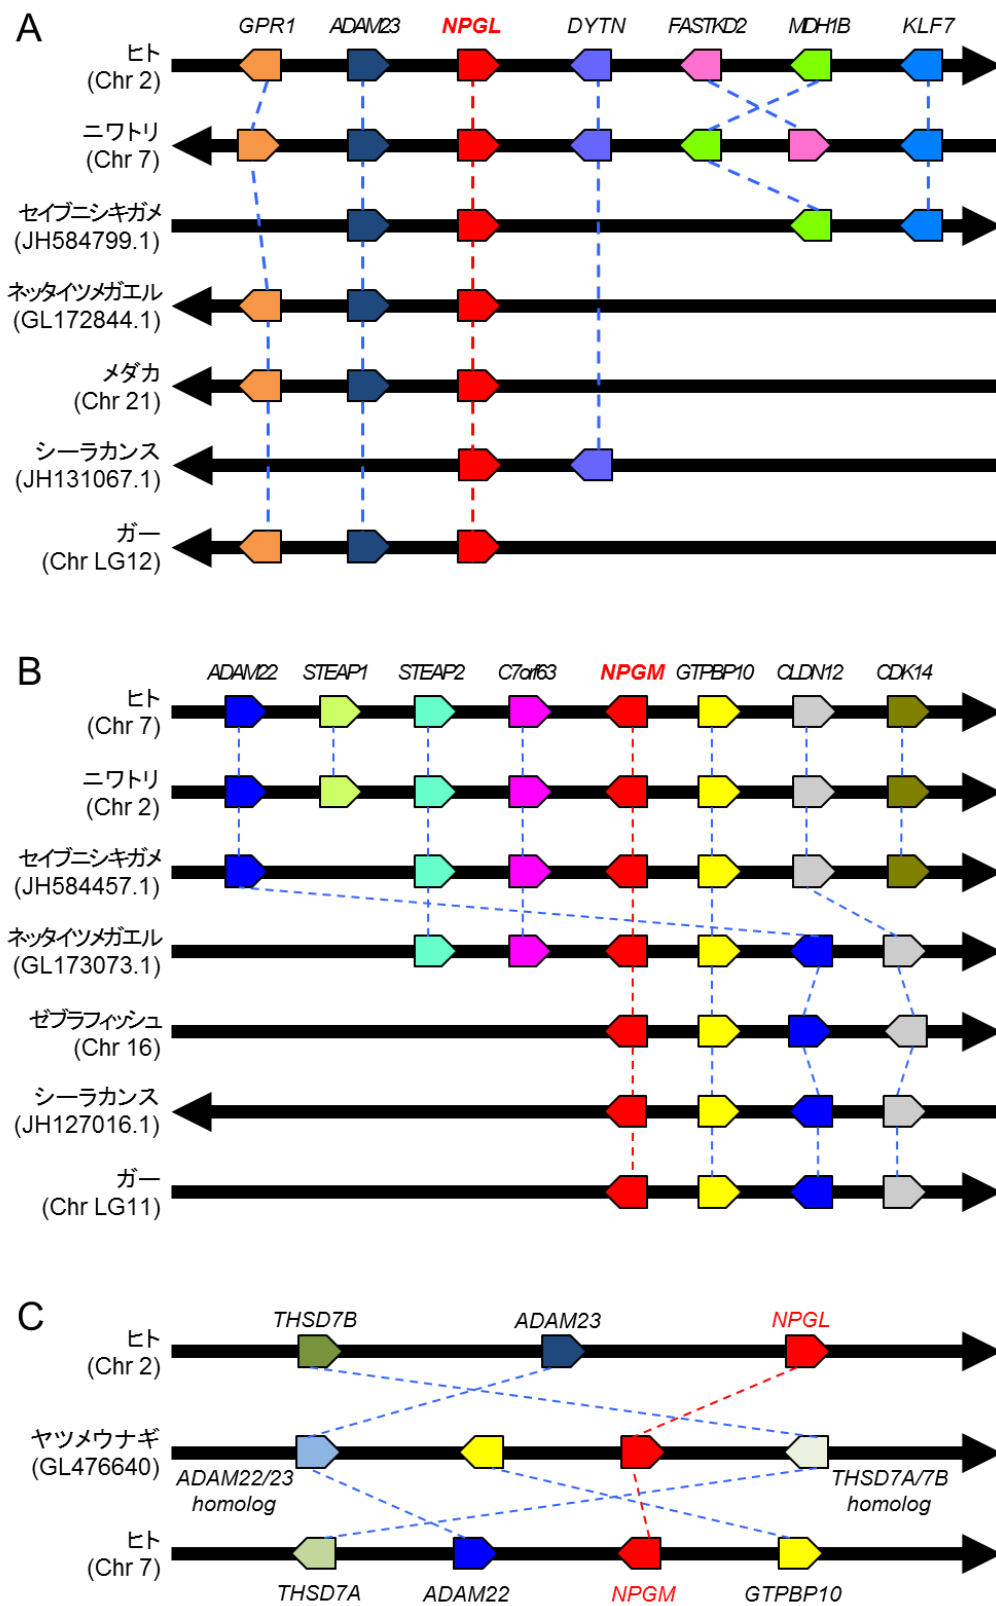 A
GPR1 ADAM23 NPGL DYTN FASTKD2 MDH1B KLF7
ヒト
(Chr 2)
ニワトリ
(Chr 7)
セイブニシキガメ
(JH584799.1)
ネッタイツメガエル
(GL172844.1)
メダカ
(Chr 21)
シーラカンス
(JH131067.1)
ガー
(Chr LG12)
B
ADAM22 STEAP1 STEAP2 C7orf63 NPGM GTPBP10 CLDN12 CDK14
ヒト
(Chr 7)
ニワトリ
(Chr 2)
セイブニシキガメ
(JH584457.1)
ネッタイツメガエル
(GL173073.1)
ゼブラフィッシュ
(Chr 16)
シーラカンス
(JH127016.1)
ガー
(Chr LG11)
C
THSD7B ADAM23 NPGL
ヒト
(Chr 2)
ヤツメウナギ
(GL476640)
ADAM22/23
homolog
THSD7A/7B
homolog
ヒト
(Chr 7)
THSD7A ADAM22 NPGM GTPBP10